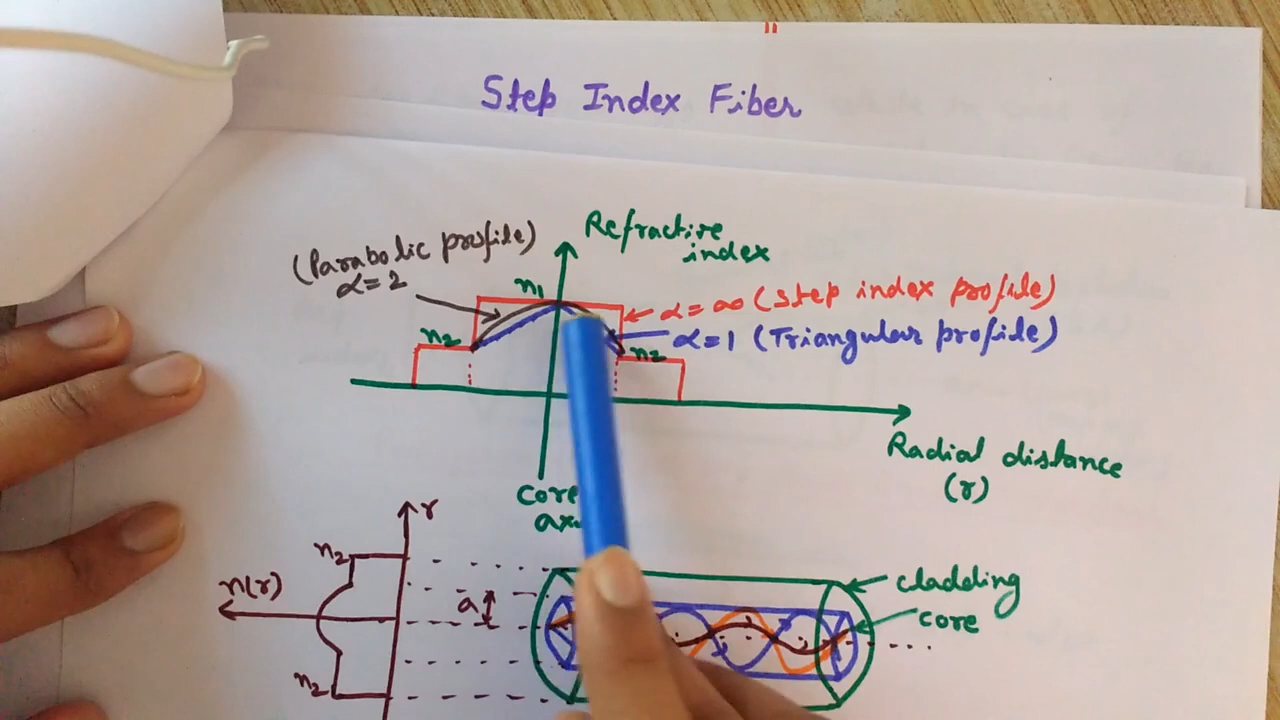 Step Index Fiber
Refractive
index
(Parabolic profile)
α=2
n₁
α=∞ (Step index profile)
n₂
α=1 (Triangular profile)
n₂
Radial distance
(r)
Core
r
n₂
n(r)
a
cladding
core
n₂